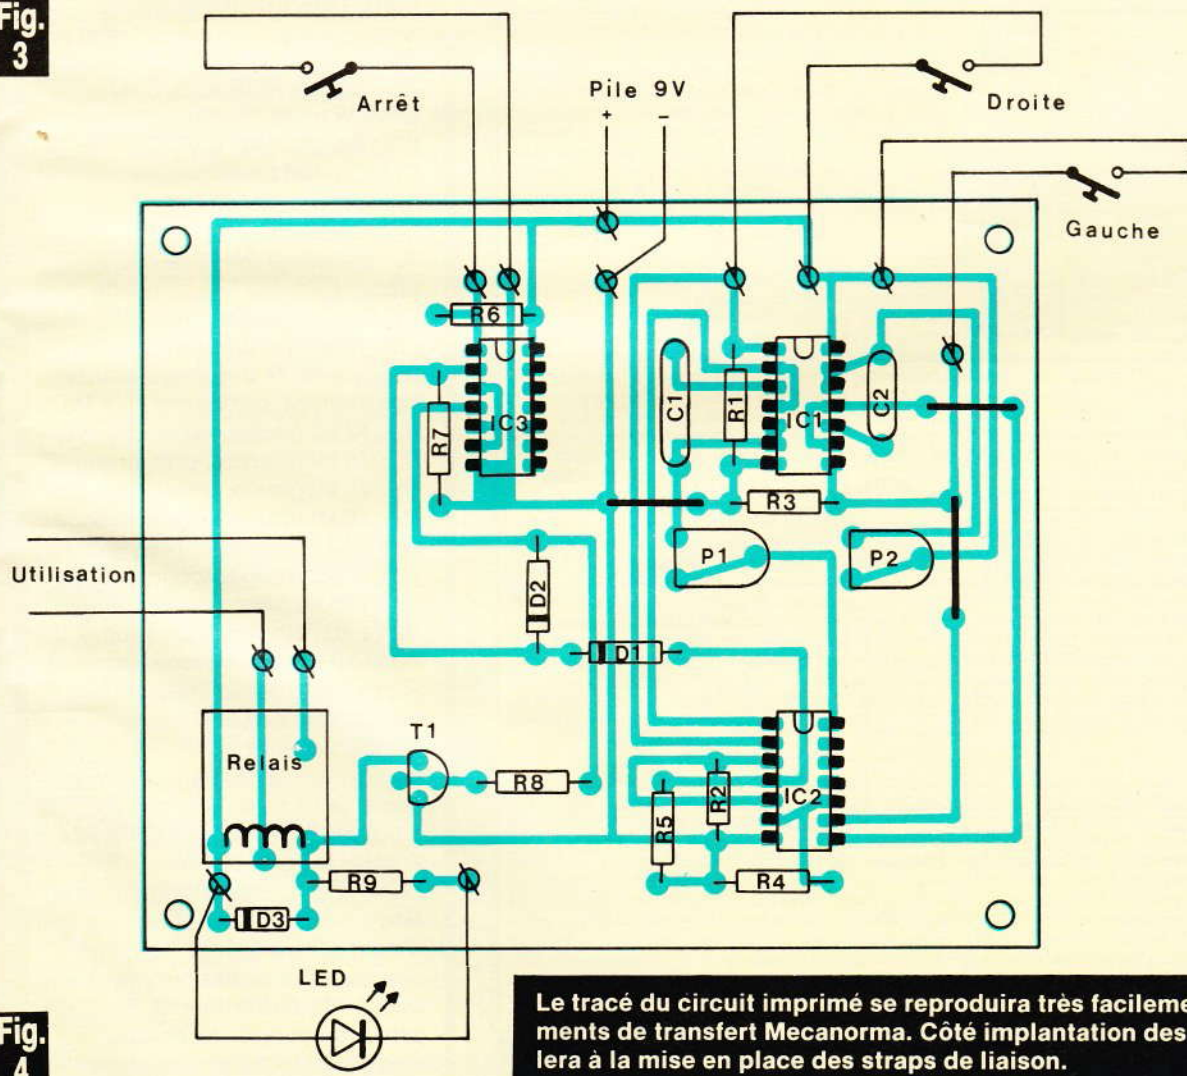 Fig.
3
Arrêt
Pile 9V
+ −
Droite
Gauche
R6
IC3
R7
C1
R1
IC1
C2
R3
P1
P2
D2
D1
Utilisation
Relais
T1
R8
R5
R2
IC2
R4
R9
D3
LED
Fig.
4
Le tracé du circuit imprimé se reproduira très facileme
ments de transfert Mecanorma. Côté implantation des
lera à la mise en place des straps de liaison.